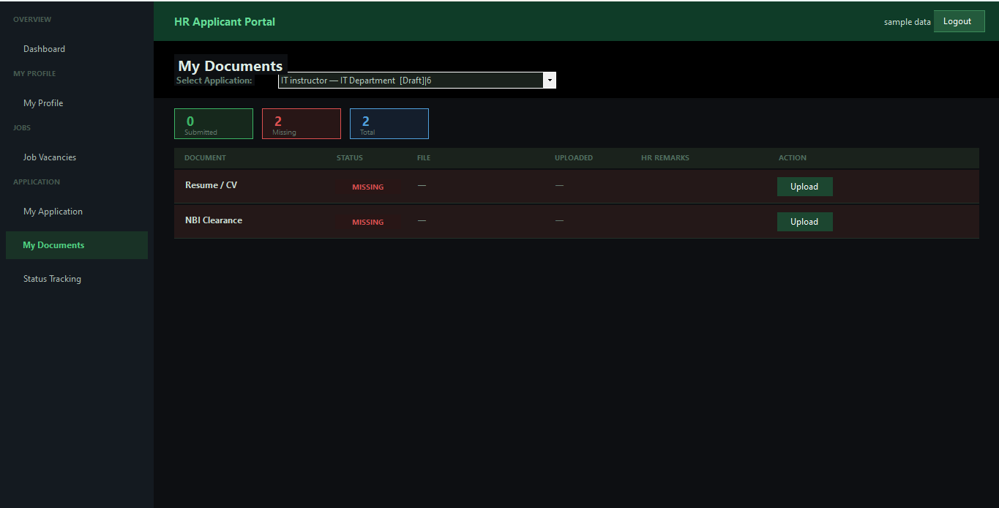 OVERVIEW
Dashboard
MY PROFILE
My Profile
JOBS
Job Vacancies
APPLICATION
My Application
My Documents
Status Tracking
HR Applicant Portal
sample data Logout
My Documents
Select Application: IT instructor — IT Department [Draft]|6
0 2 2
Submitted Missing Total
DOCUMENT STATUS FILE UPLOADED HR REMARKS ACTION
Resume / CV MISSING — — Upload
NBI Clearance MISSING — — Upload